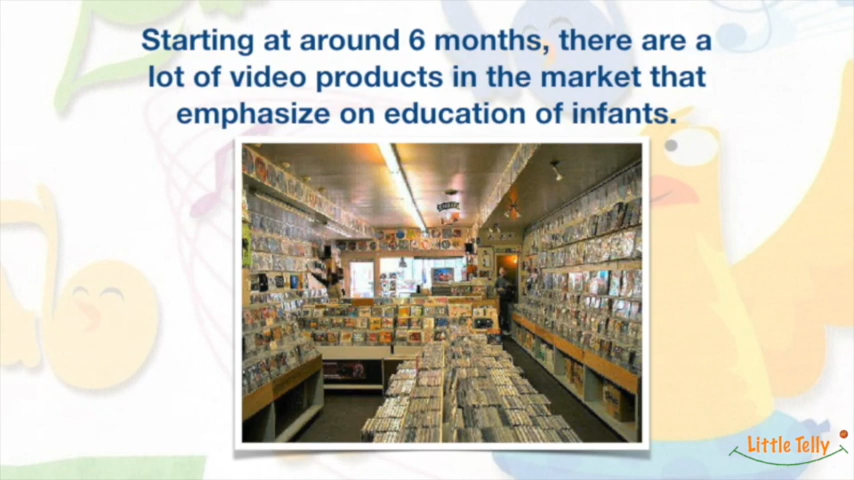 Starting at around 6 months, there are a
lot of video products in the market that
emphasize on education of infants.
Little Telly